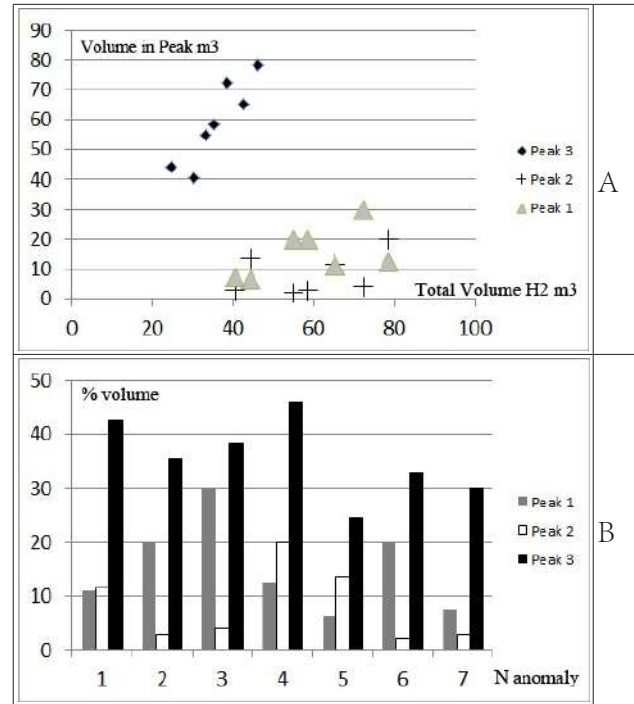 Volume in Peak m3
90
80
70
60
50
40
30
20
10
0
Peak 3
Peak 2
Peak 1
Total Volume H2 m3
0 20 40 60 80 100
A
% volume
50
40
30
20
10
0
Peak 1
Peak 2
Peak 3
1 2 3 4 5 6 7 N anomaly
B